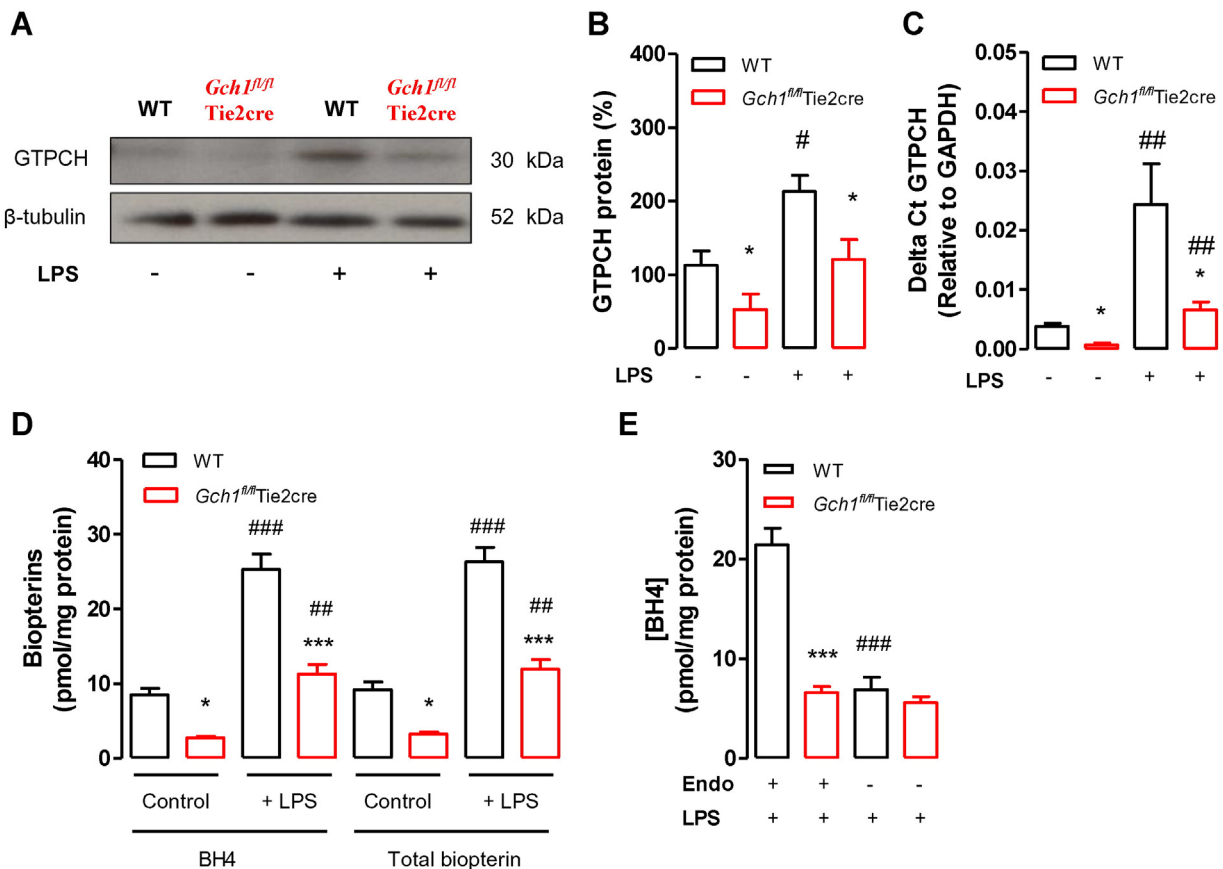 A
WT
Gch1fl/fl
Tie2cre
WT
Gch1fl/fl
Tie2cre
GTPCH
30 kDa
β-tubulin
52 kDa
LPS - - + +
B
GTPCH protein (%)
400
300
200
100
0
WT
Gch1fl/flTie2cre
*
#
*
LPS - - + +
C
Delta Ct GTPCH
(Relative to GAPDH)
0.05
0.04
0.03
0.02
0.01
0.00
WT
Gch1fl/flTie2cre
*
##
##
*
LPS - - + +
D
Biopterins
(pmol/mg protein)
40
30
20
10
0
WT
Gch1fl/flTie2cre
*
###
##
***
*
###
##
***
Control + LPS Control + LPS
BH4 Total biopterin
E
[BH4]
(pmol/mg protein)
30
20
10
0
WT
Gch1fl/flTie2cre
***
###
Endo + + - -
LPS + + + +